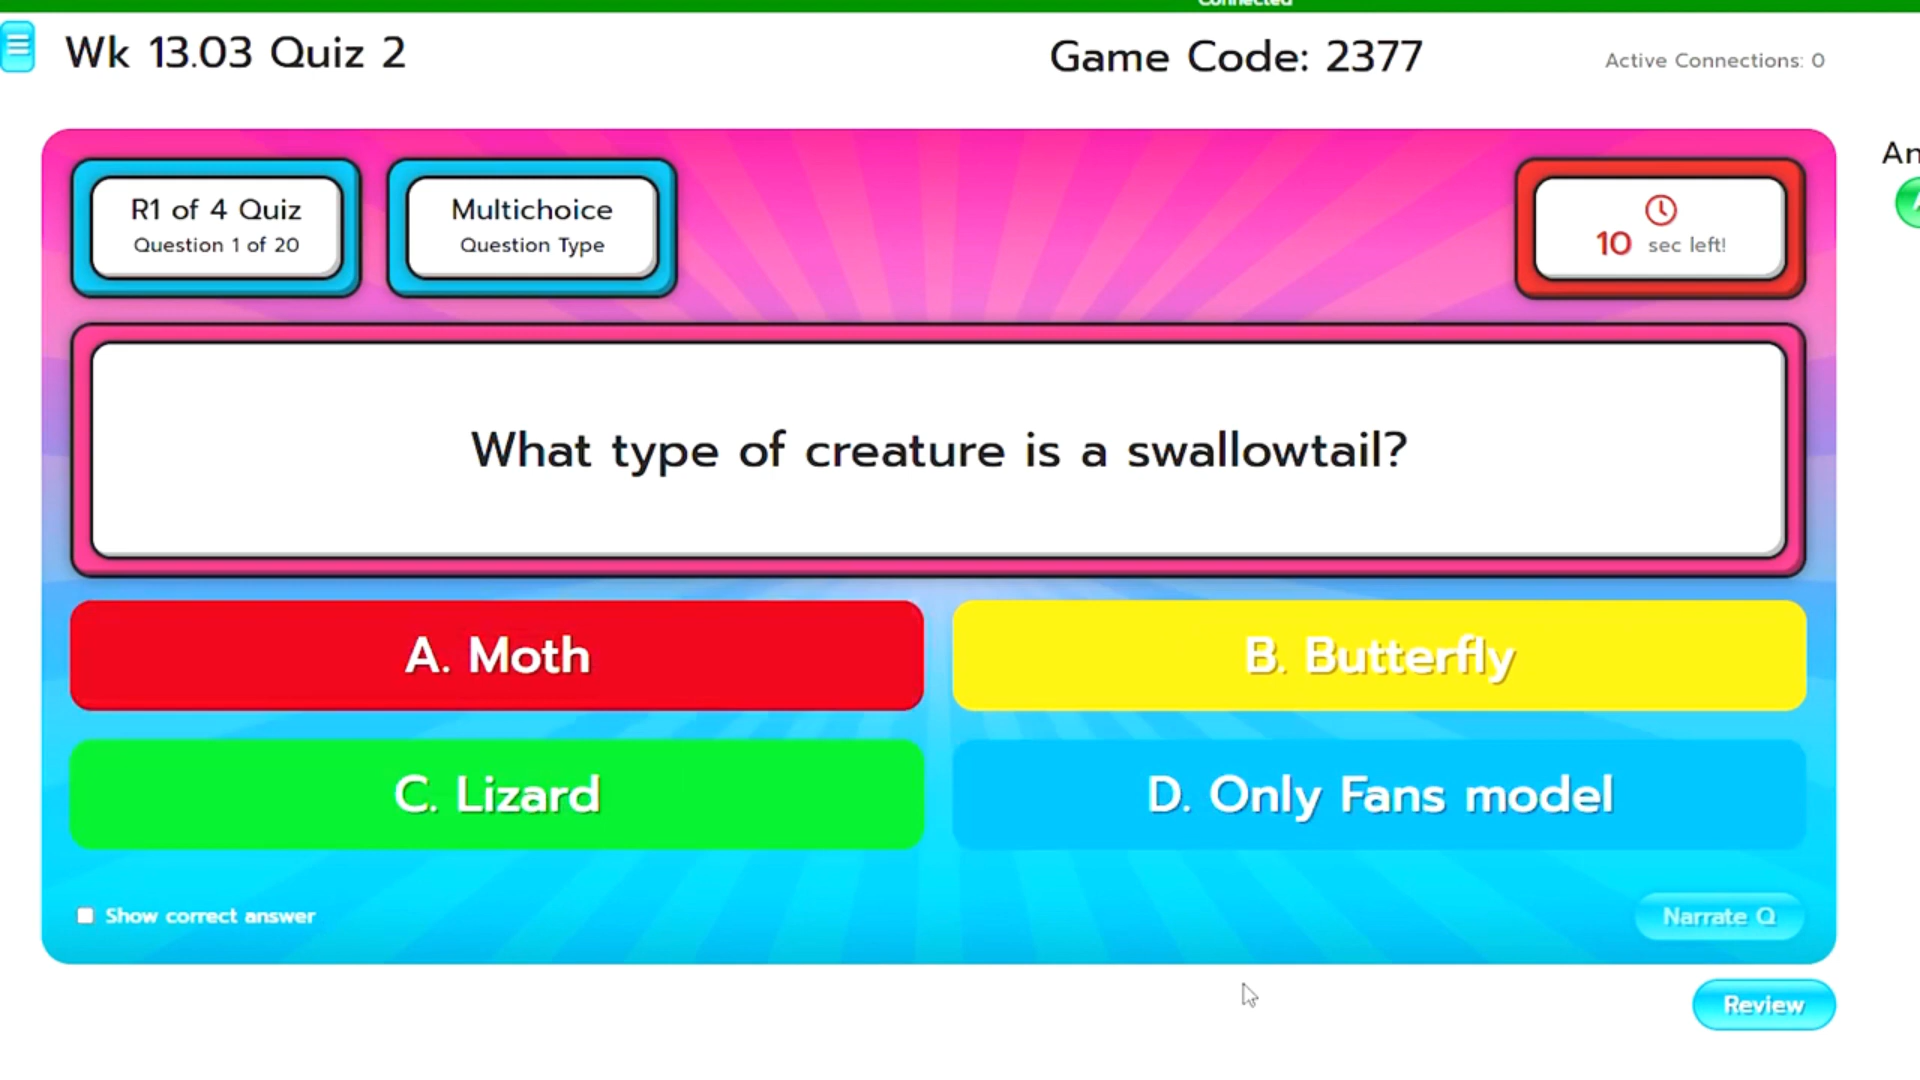 Connected
Wk 13.03 Quiz 2
Game Code: 2377
Active Connections: 0
R1 of 4 Quiz
Question 1 of 20
Multichoice
Question Type
10 sec left!
What type of creature is a swallowtail?
A. Moth
B. Butterfly
C. Lizard
D. Only Fans model
Show correct answer
Narrate Q
Review